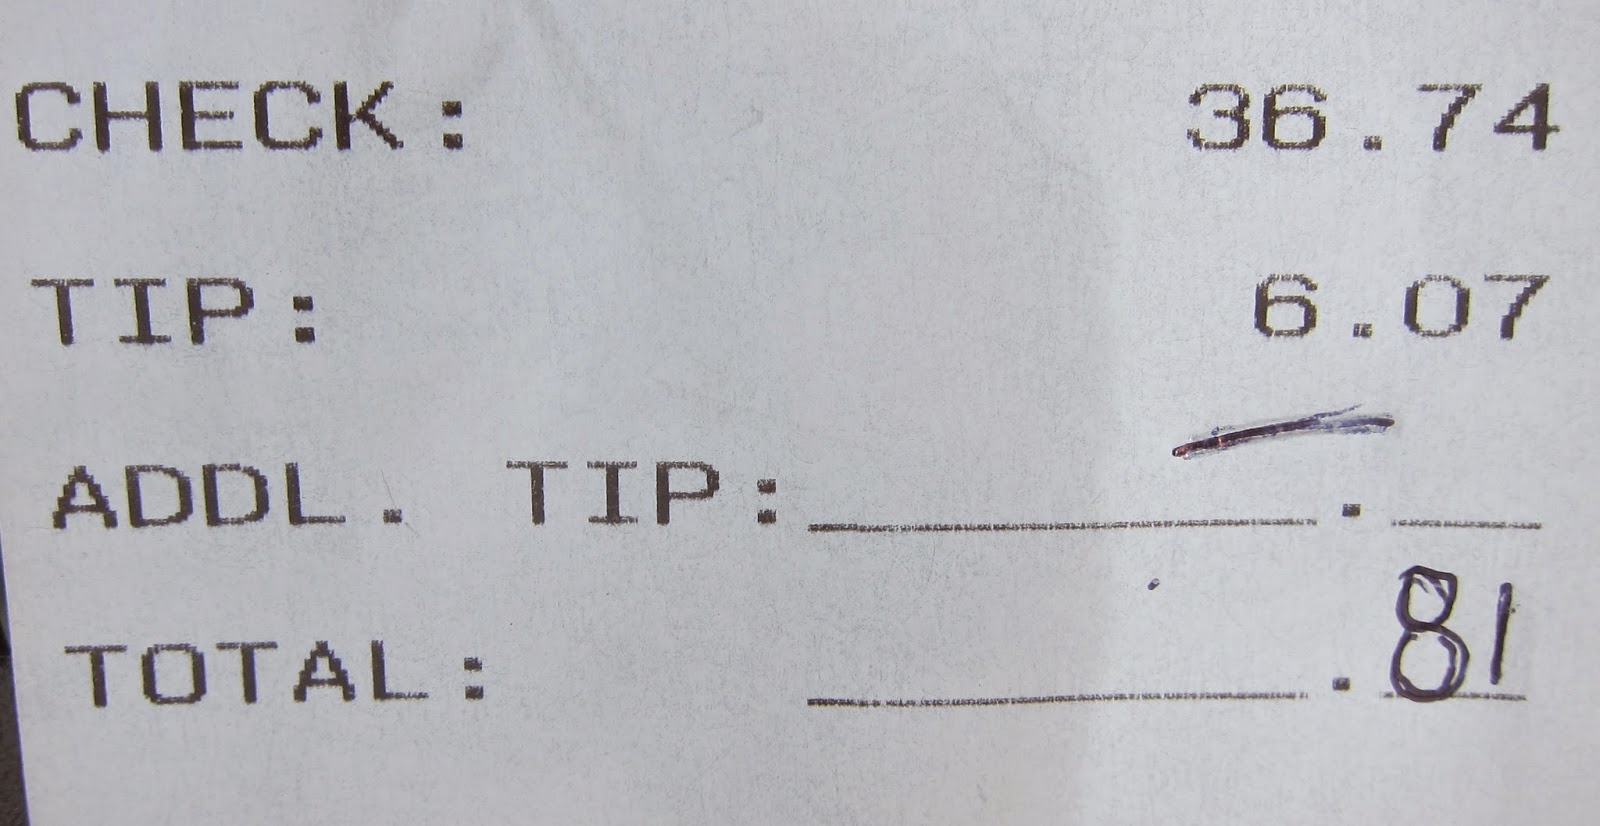 CHECK: 36.74
TIP: 6.07
ADDL. TIP: .
TOTAL: .81